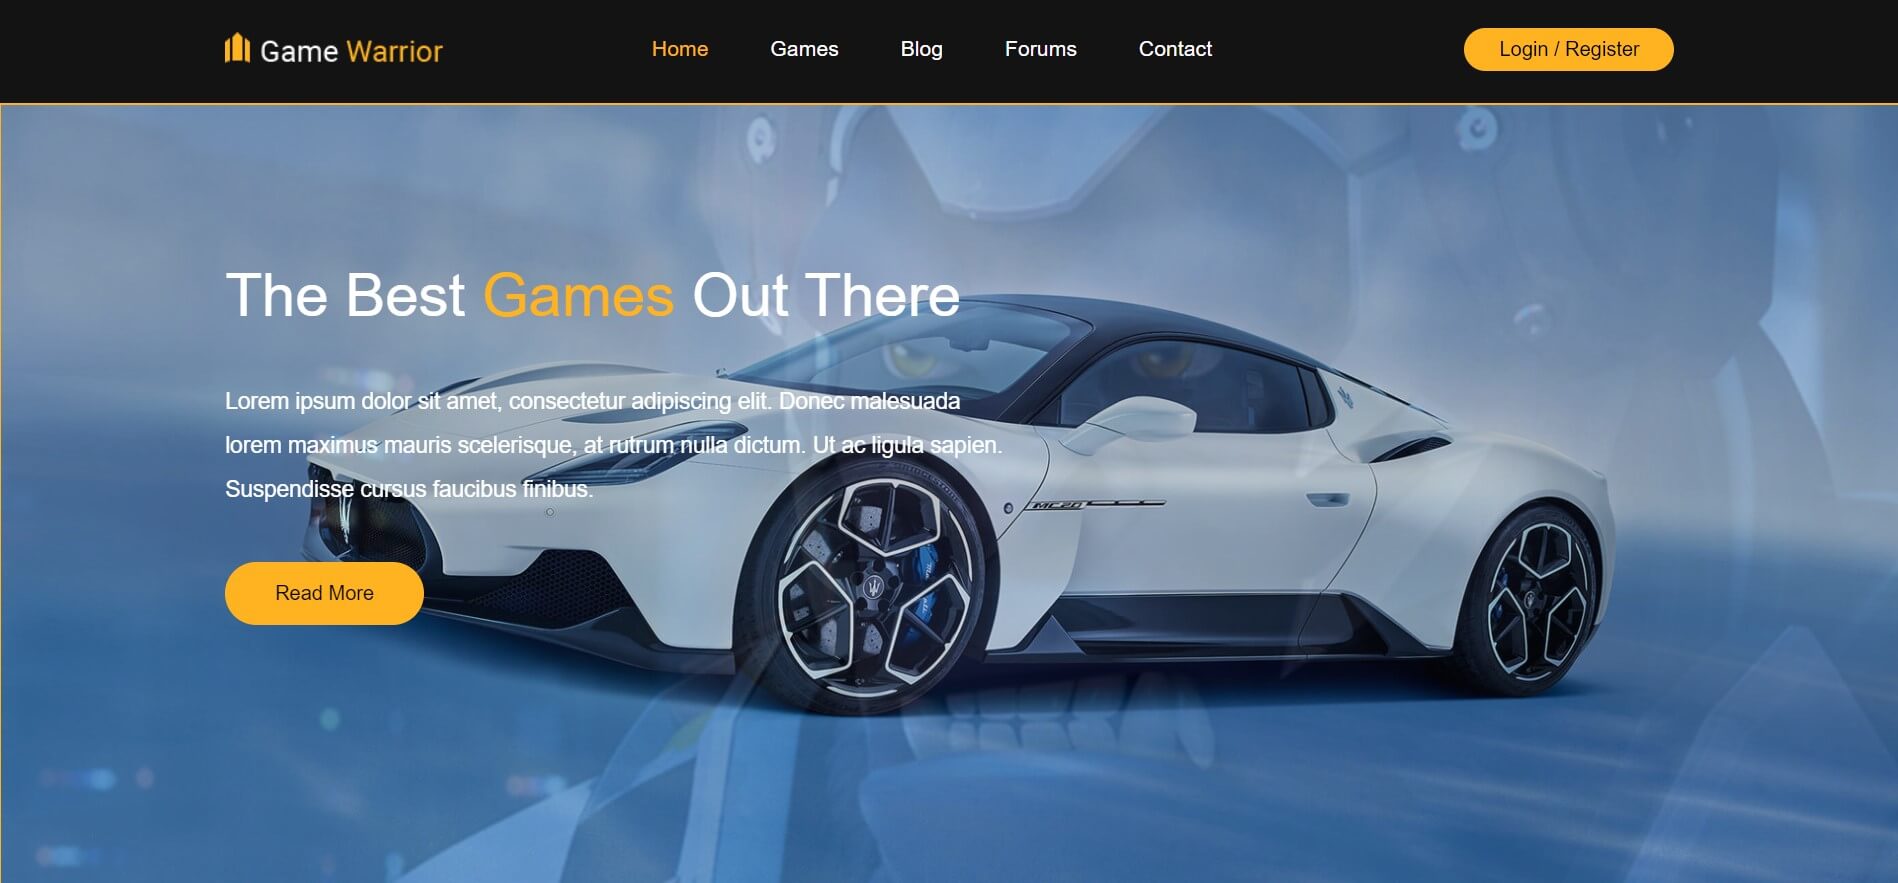 Game Warrior
Home
Games
Blog
Forums
Contact
Login / Register
The Best Games Out There
Lorem ipsum dolor sit amet, consectetur adipiscing elit. Donec malesuada
lorem maximus mauris scelerisque, at rutrum nulla dictum. Ut ac ligula sapien.
Suspendisse cursus faucibus finibus.
MC20
Read More